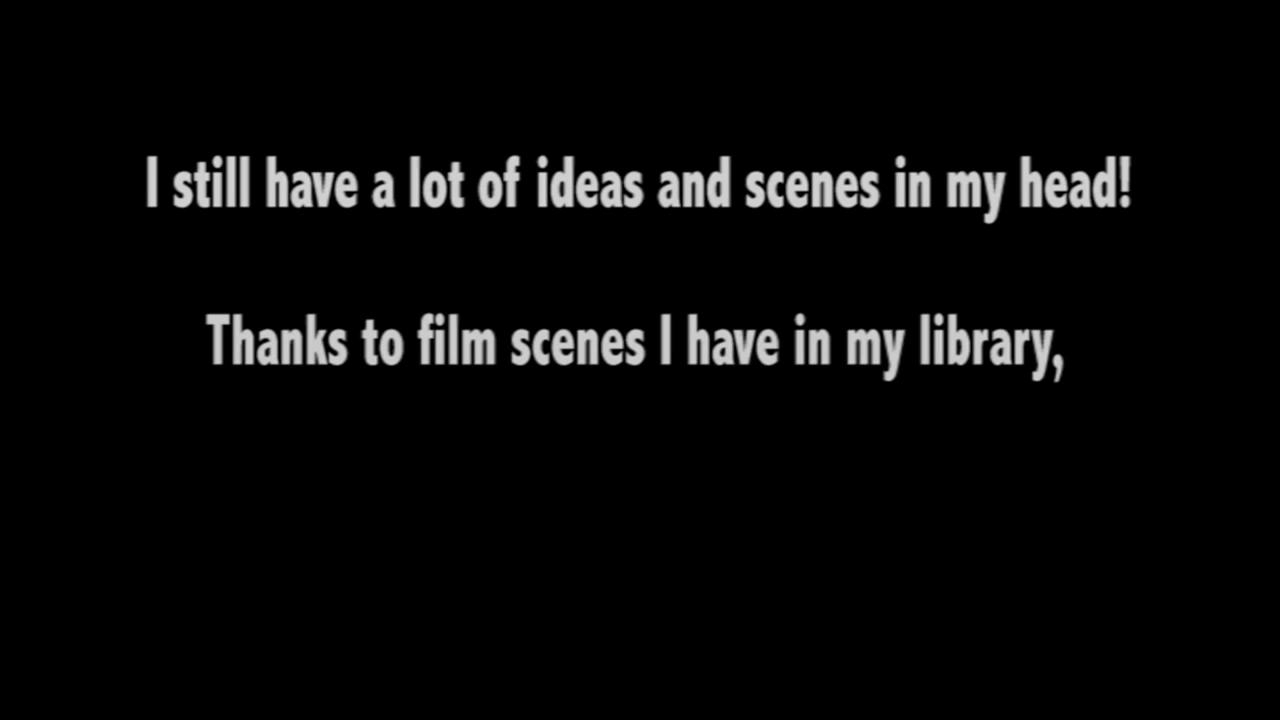 I still have a lot of ideas and scenes in my head!
Thanks to film scenes I have in my library,